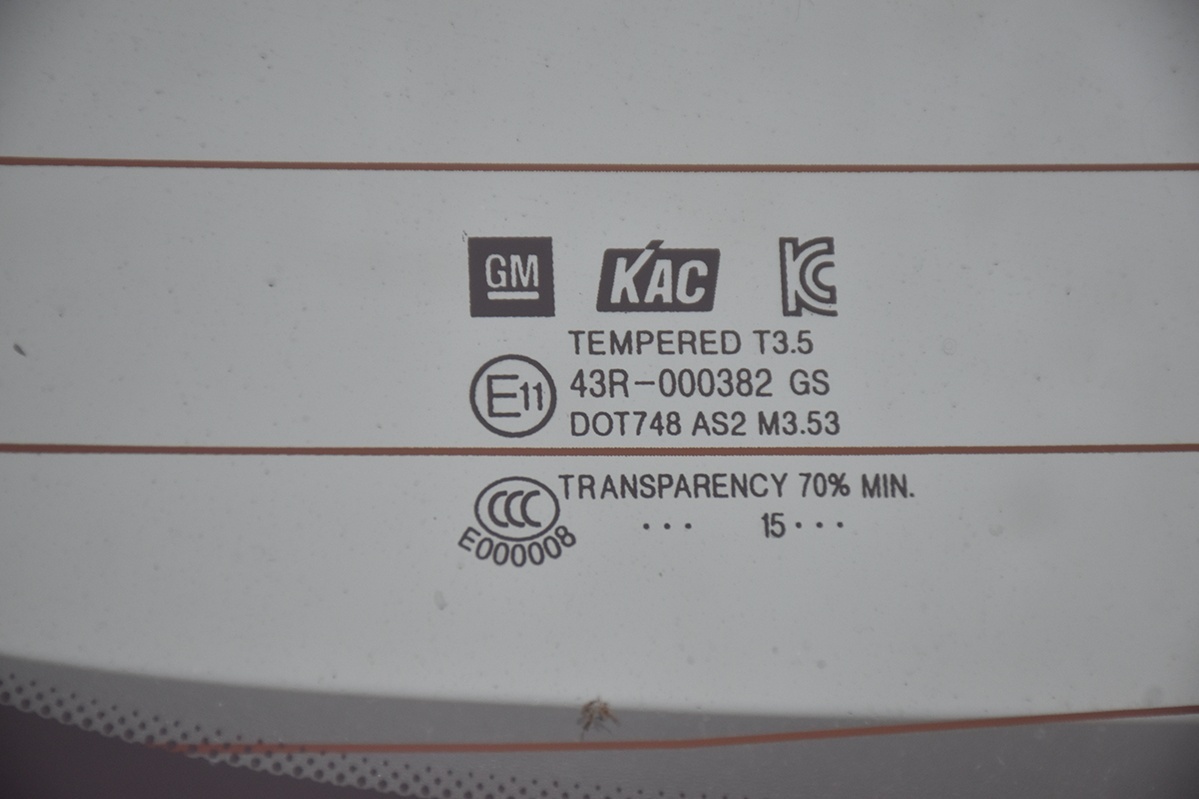 GM KAC KC
TEMPERED T3.5
E11 43R-000382 GS
DOT748 AS2 M3.53
CCC TRANSPARENCY 70% MIN.
E000008 ··· 15···